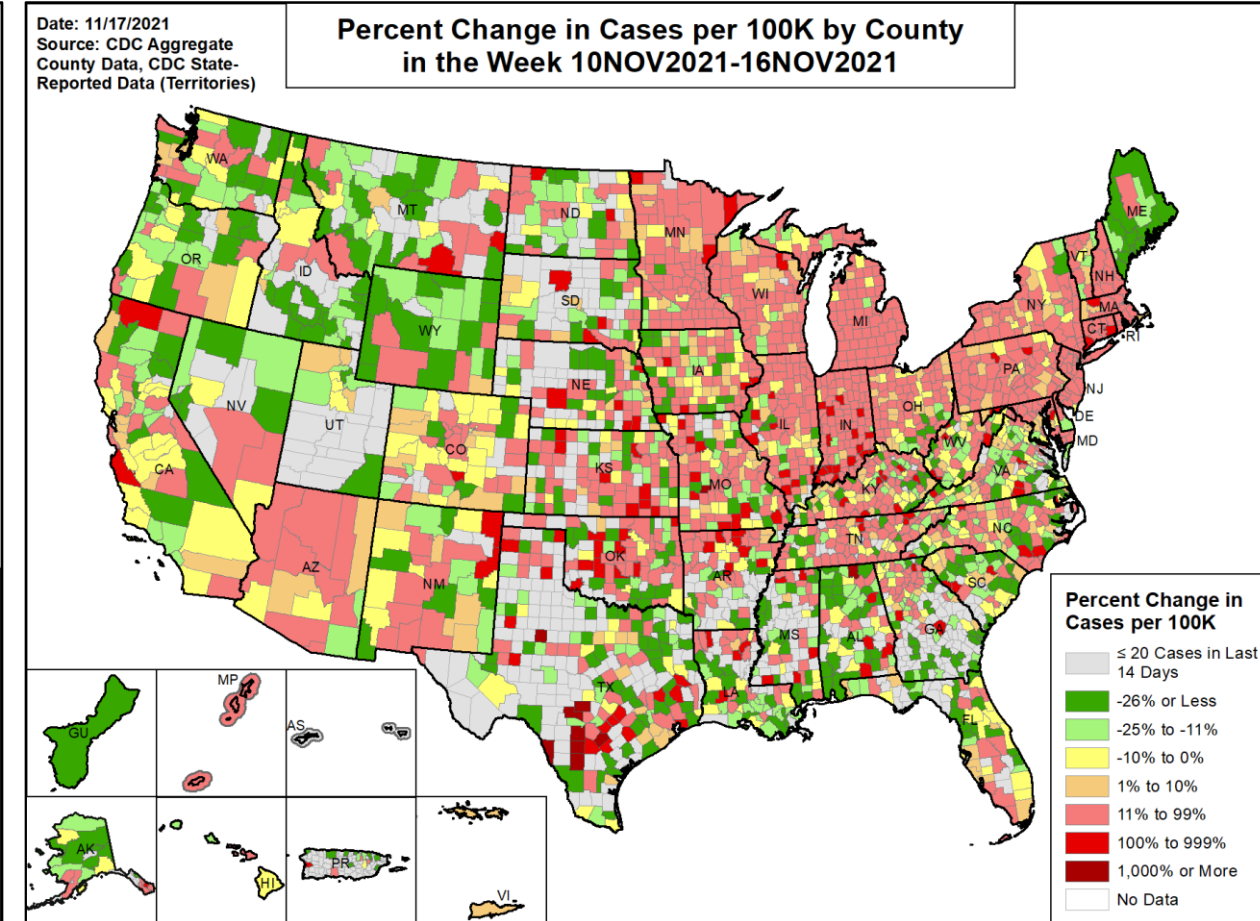 Date: 11/17/2021
Source: CDC Aggregate
County Data, CDC State-
Reported Data (Territories)
Percent Change in Cases per 100K by County
in the Week 10NOV2021-16NOV2021
WA
MT
ND
MN
ME
OR
ID
SD
WI
MI
VT
NH
NY
MA
CT
RI
WY
IA
PA
NJ
NE
NV
UT
CO
IL
IN
OH
DE
MD
WV
VA
CA
KS
MO
KY
NC
TN
AZ
NM
OK
AR
SC
MS
AL
GA
TX
LA
FL
GU
MP
AS
AK
HI
PR
VI
Percent Change in
Cases per 100K
≤ 20 Cases in Last
14 Days
-26% or Less
-25% to -11%
-10% to 0%
1% to 10%
11% to 99%
100% to 999%
1,000% or More
No Data